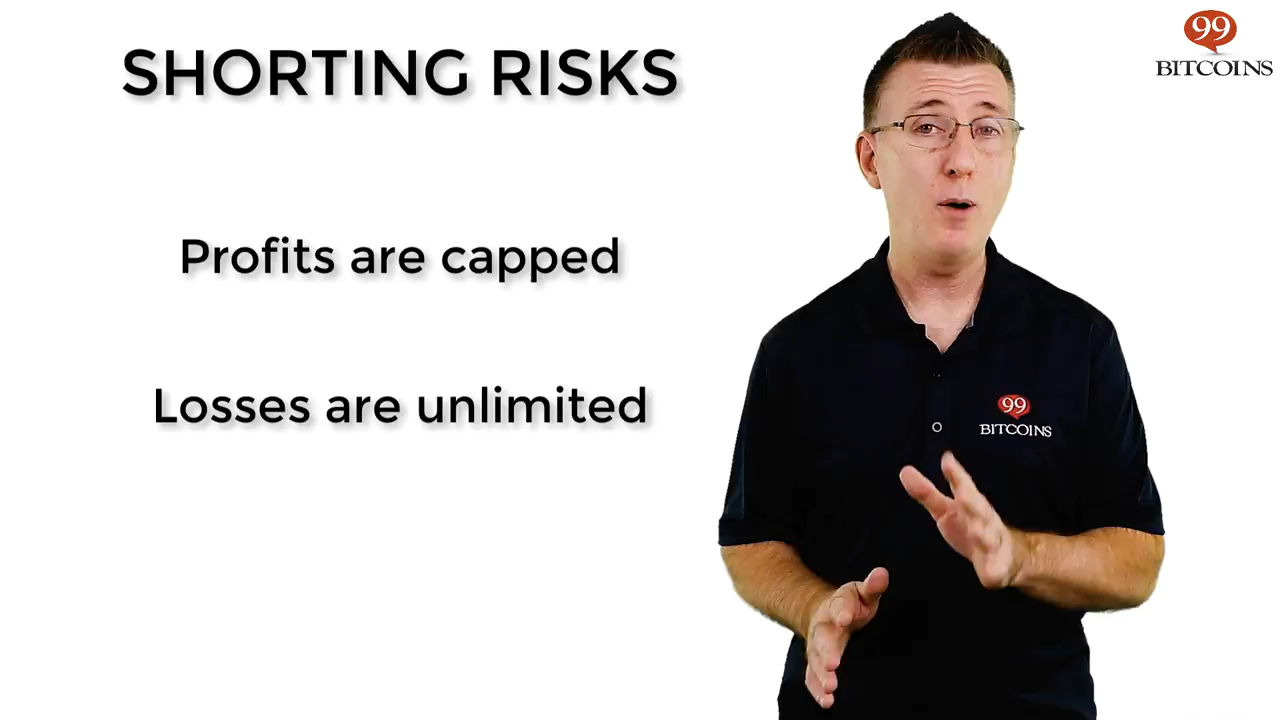 SHORTING RISKS
99
BITCOINS
Profits are capped
Losses are unlimited
99
BITCOINS